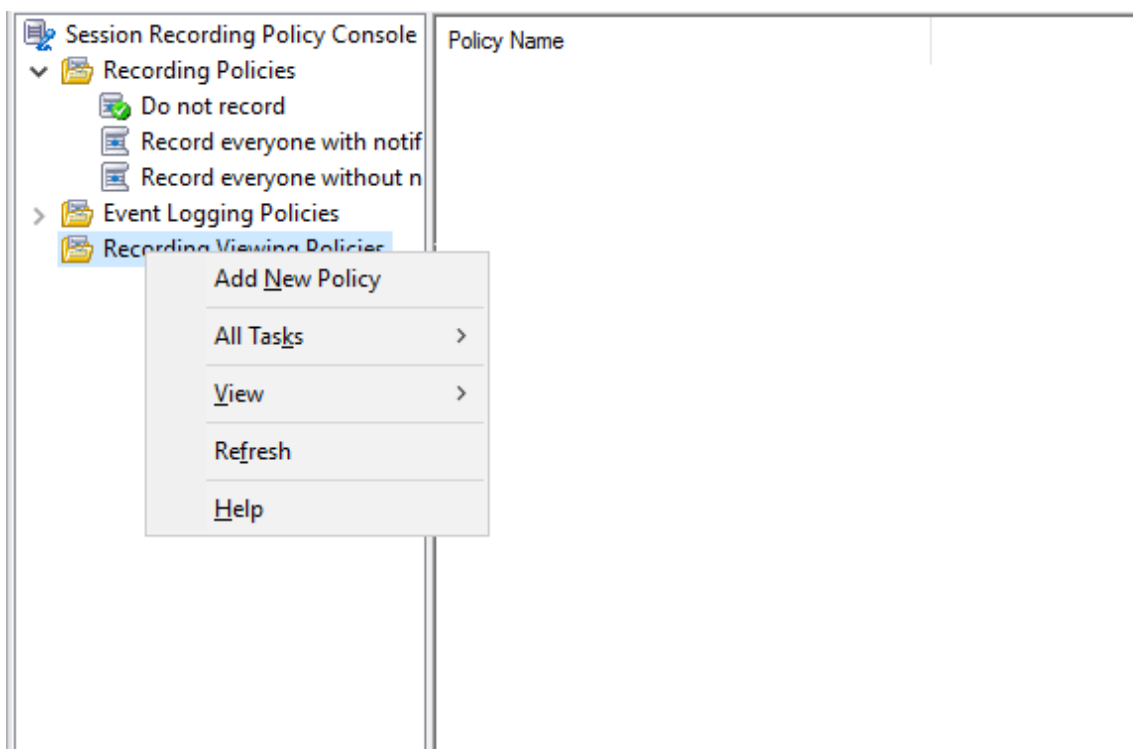 Session Recording Policy Console
Policy Name
Recording Policies
Do not record
Record everyone with notif
Record everyone without n
Event Logging Policies
Recording Viewing Policies
Add New Policy
All Tasks
View
Refresh
Help